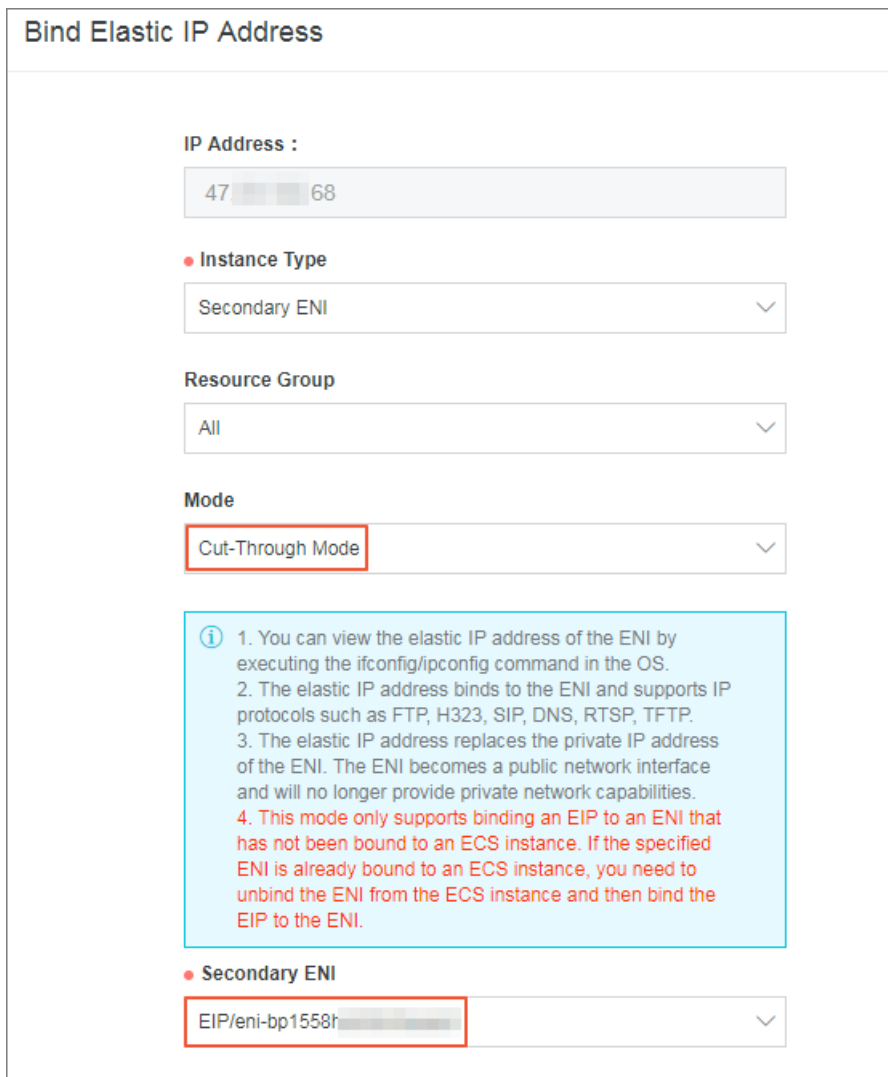 Bind Elastic IP Address
IP Address :
47. 68
Instance Type
Secondary ENI
Resource Group
All
Mode
Cut-Through Mode
1. You can view the elastic IP address of the ENI by
executing the ifconfig/ipconfig command in the OS.
2. The elastic IP address binds to the ENI and supports IP
protocols such as FTP, H323, SIP, DNS, RTSP, TFTP.
3. The elastic IP address replaces the private IP address
of the ENI. The ENI becomes a public network interface
and will no longer provide private network capabilities.
4. This mode only supports binding an EIP to an ENI that
has not been bound to an ECS instance. If the specified
ENI is already bound to an ECS instance, you need to
unbind the ENI from the ECS instance and then bind the
EIP to the ENI.
Secondary ENI
EIP/eni-bp1558h